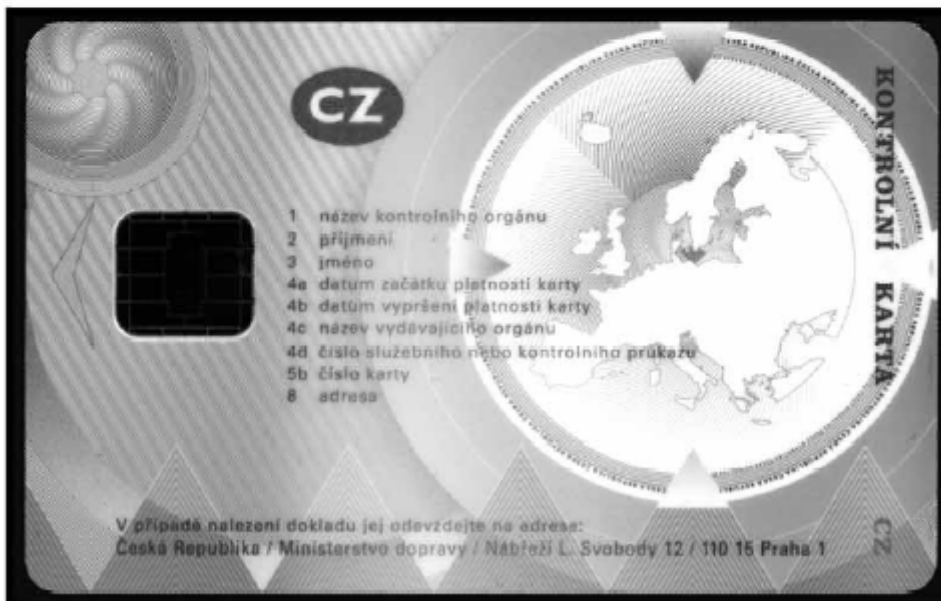 CZ
KONTROLNÍ KARTA
1 název kontrolního orgánu
2 příjmení
3 jméno
4a datum začátku platnosti karty
4b datum vypršení platnosti karty
4c název vydávajícího orgánu
4d číslo služebního nebo kontrolního průkazu
5b číslo karty
8 adresa
V případě nalezení dokladu jej odevzdejte na adrese:
Česká Republika / Ministerstvo dopravy / Nábřeží L. Svobody 12 / 110 15 Praha 1
CZ